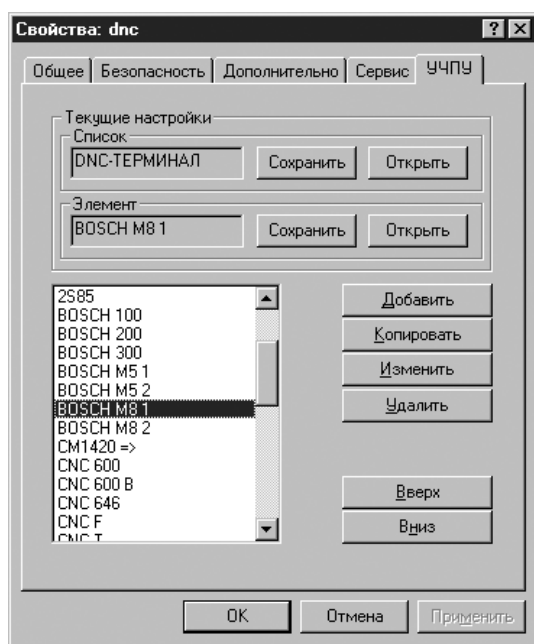 Свойства: dnc
Общее Безопасность Дополнительно Сервис УЧПУ
Текущие настройки
Список
DNC-ТЕРМИНАЛ Сохранить Открыть
Элемент
BOSCH M8 1 Сохранить Открыть
2S85
BOSCH 100
BOSCH 200
BOSCH 300
BOSCH M5 1
BOSCH M5 2
BOSCH M8 1
BOSCH M8 2
CM1420 =>
CNC 600
CNC 600 B
CNC 646
CNC F
CNC T
Добавить
Копировать
Изменить
Удалить
Вверх
Вниз
OK Отмена Применить